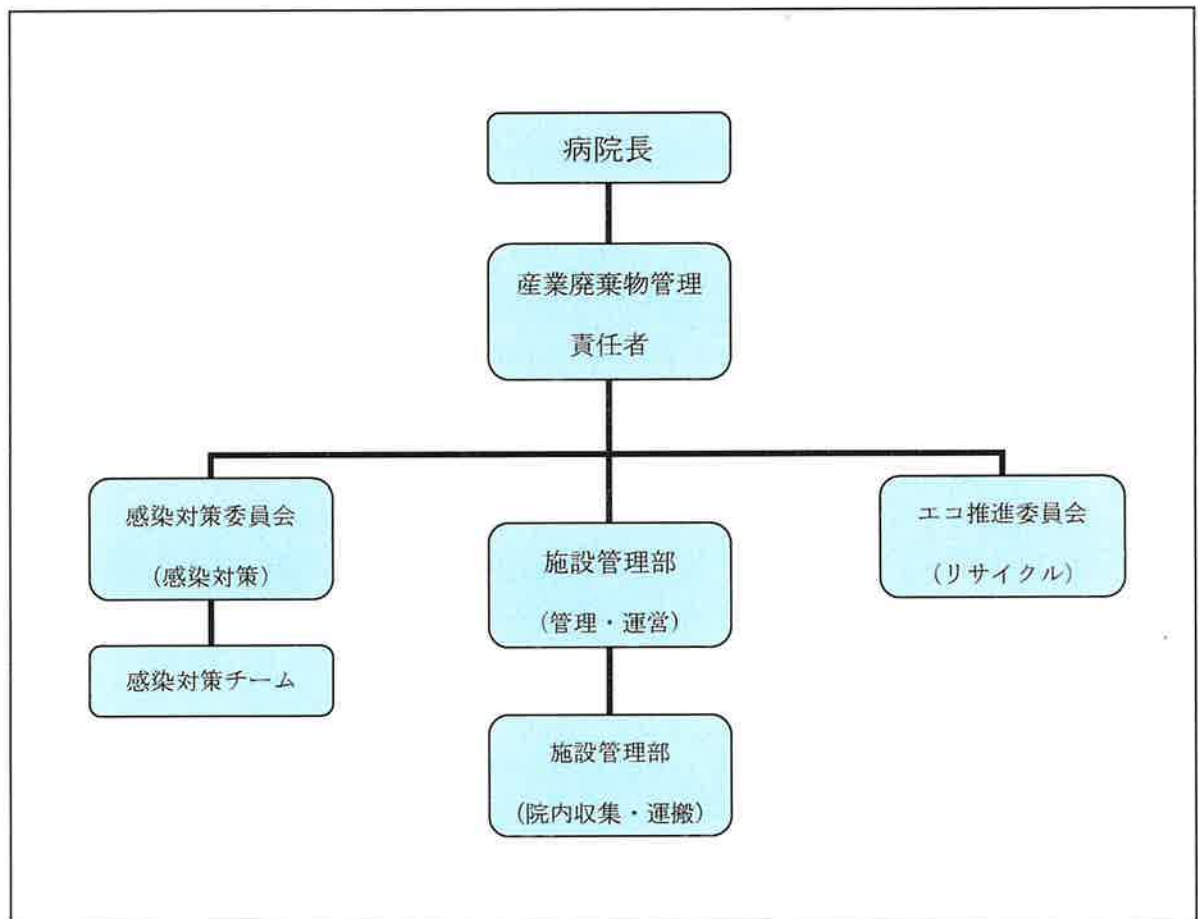 病院長
産業廃棄物管理
責任者
感染対策委員会
(感染対策)
感染対策チーム
施設管理部
(管理・運営)
施設管理部
(院内収集・運搬)
エコ推進委員会
(リサイクル)